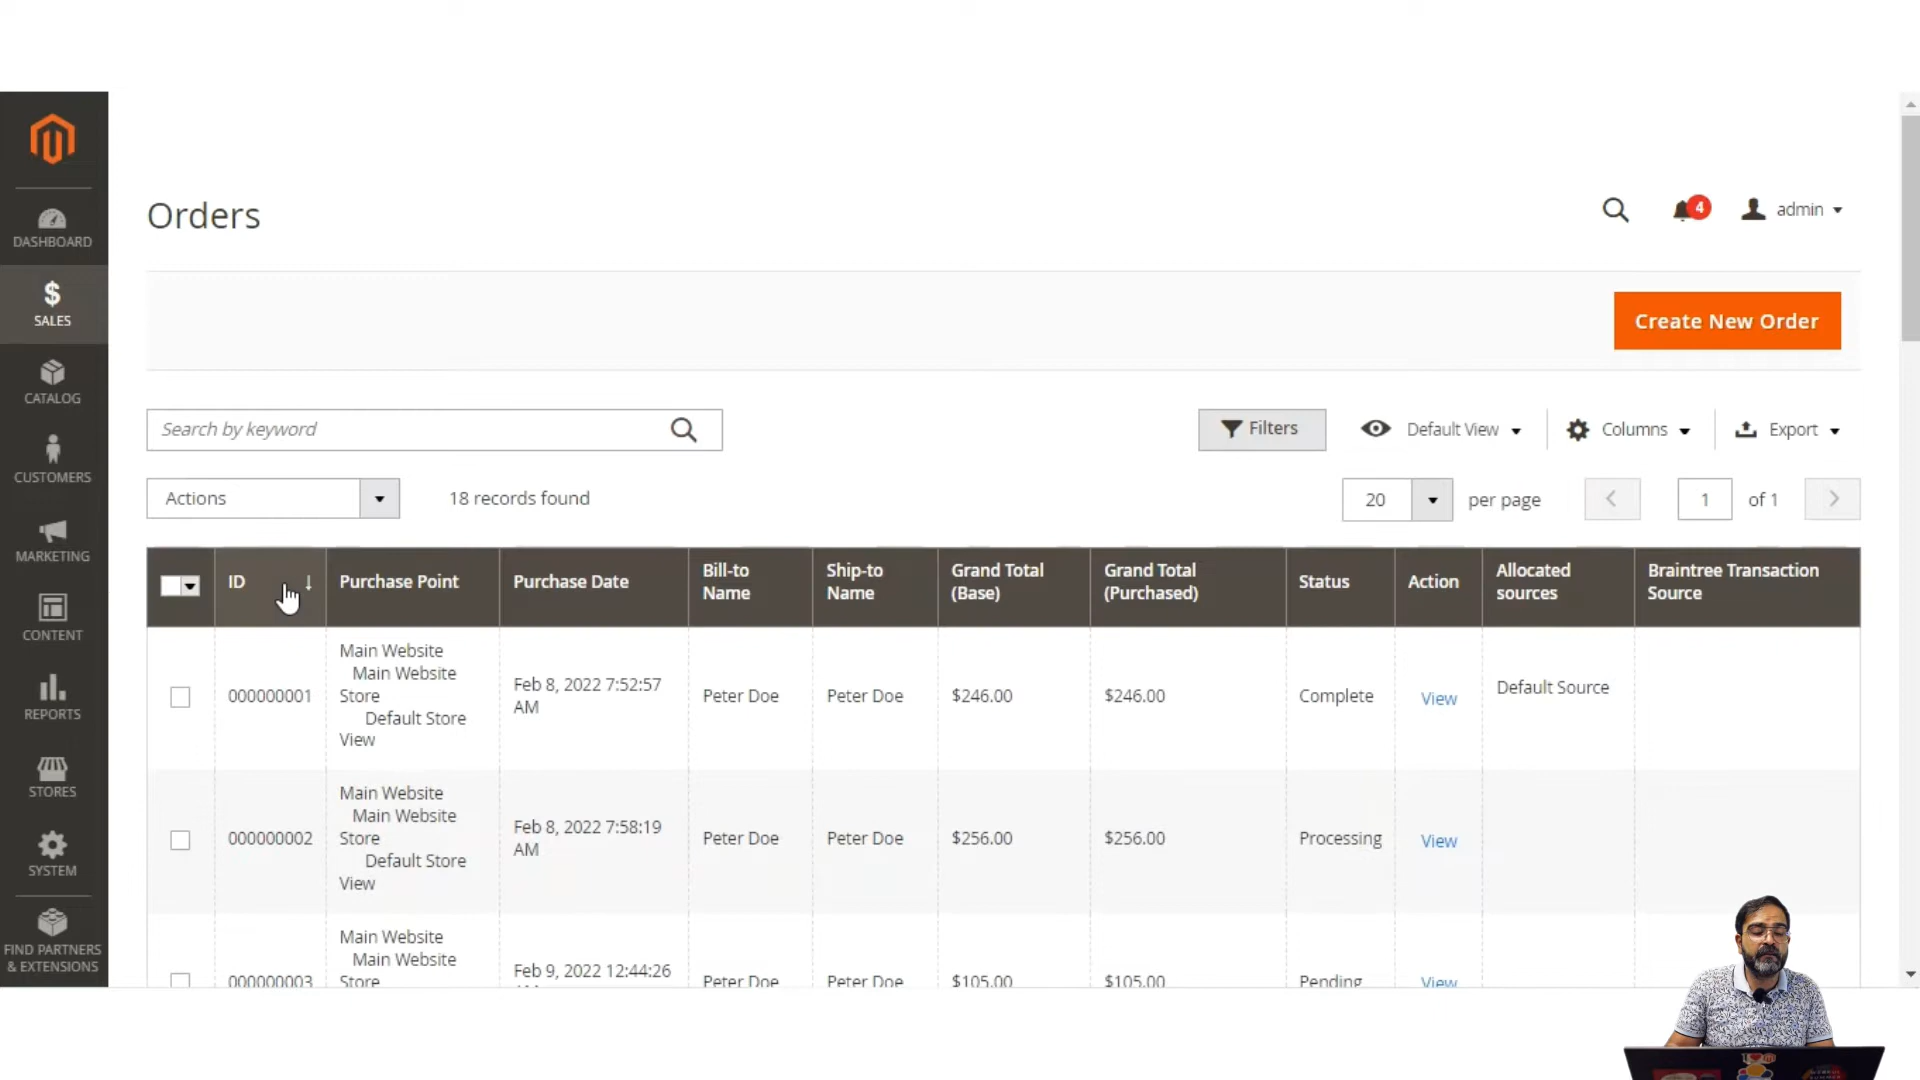 Orders
4
admin
DASHBOARD
SALES
CATALOG
CUSTOMERS
MARKETING
CONTENT
REPORTS
STORES
SYSTEM
FIND PARTNERS
& EXTENSIONS
Create New Order
Search by keyword
Filters
Default View
Columns
Export
Actions
18 records found
20
per page
1
of 1
ID
Purchase Point
Purchase Date
Bill-to
Name
Ship-to
Name
Grand Total
(Base)
Grand Total
(Purchased)
Status
Action
Allocated
sources
Braintree Transaction
Source
000000001
Main Website
Main Website
Store
Default Store
View
Feb 8, 2022 7:52:57
AM
Peter Doe
Peter Doe
$246.00
$246.00
Complete
View
Default Source
000000002
Main Website
Main Website
Store
Default Store
View
Feb 8, 2022 7:58:19
AM
Peter Doe
Peter Doe
$256.00
$256.00
Processing
View
000000003
Main Website
Main Website
Store
Feb 9, 2022 12:44:26
Peter Doe
Peter Doe
$105.00
$105.00
Pending
View